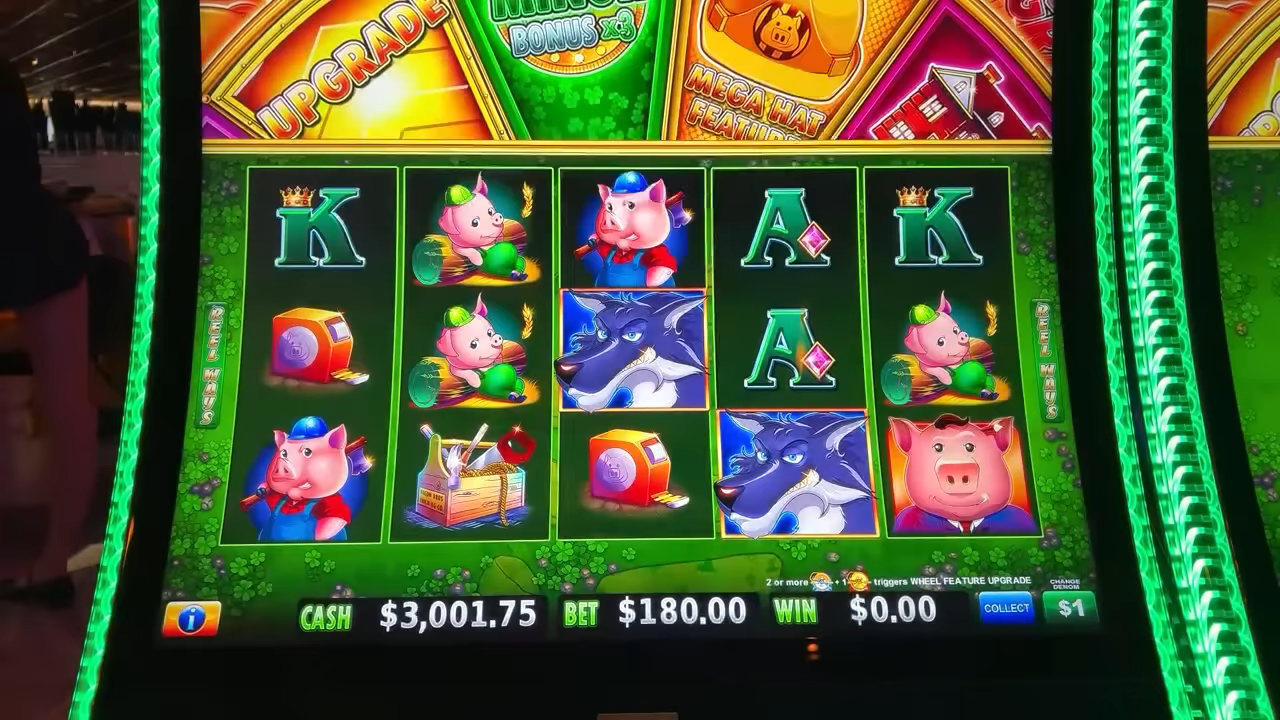 UPGRADE
MINOR
BONUS x3
MEGA HAT
FEATURE
K
A
K
A
REEL WAYS
REEL WAYS
2 or more + 1 triggers WHEEL FEATURE UPGRADE
CHANGE
DENOM
CASH $3,001.75 BET $180.00 WIN $0.00 COLLECT $1